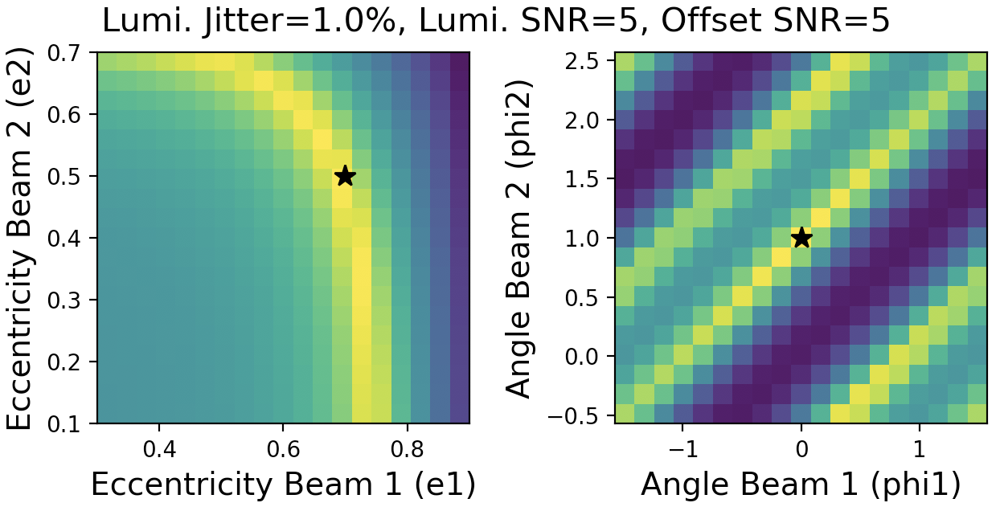 Lumi. Jitter=1.0%, Lumi. SNR=5, Offset SNR=5
Eccentricity Beam 2 (e2)
0.7
0.6
0.5
0.4
0.3
0.2
0.1
0.4 0.6 0.8
Eccentricity Beam 1 (e1)
Angle Beam 2 (phi2)
2.5
2.0
1.5
1.0
0.5
0.0
−0.5
−1 0 1
Angle Beam 1 (phi1)